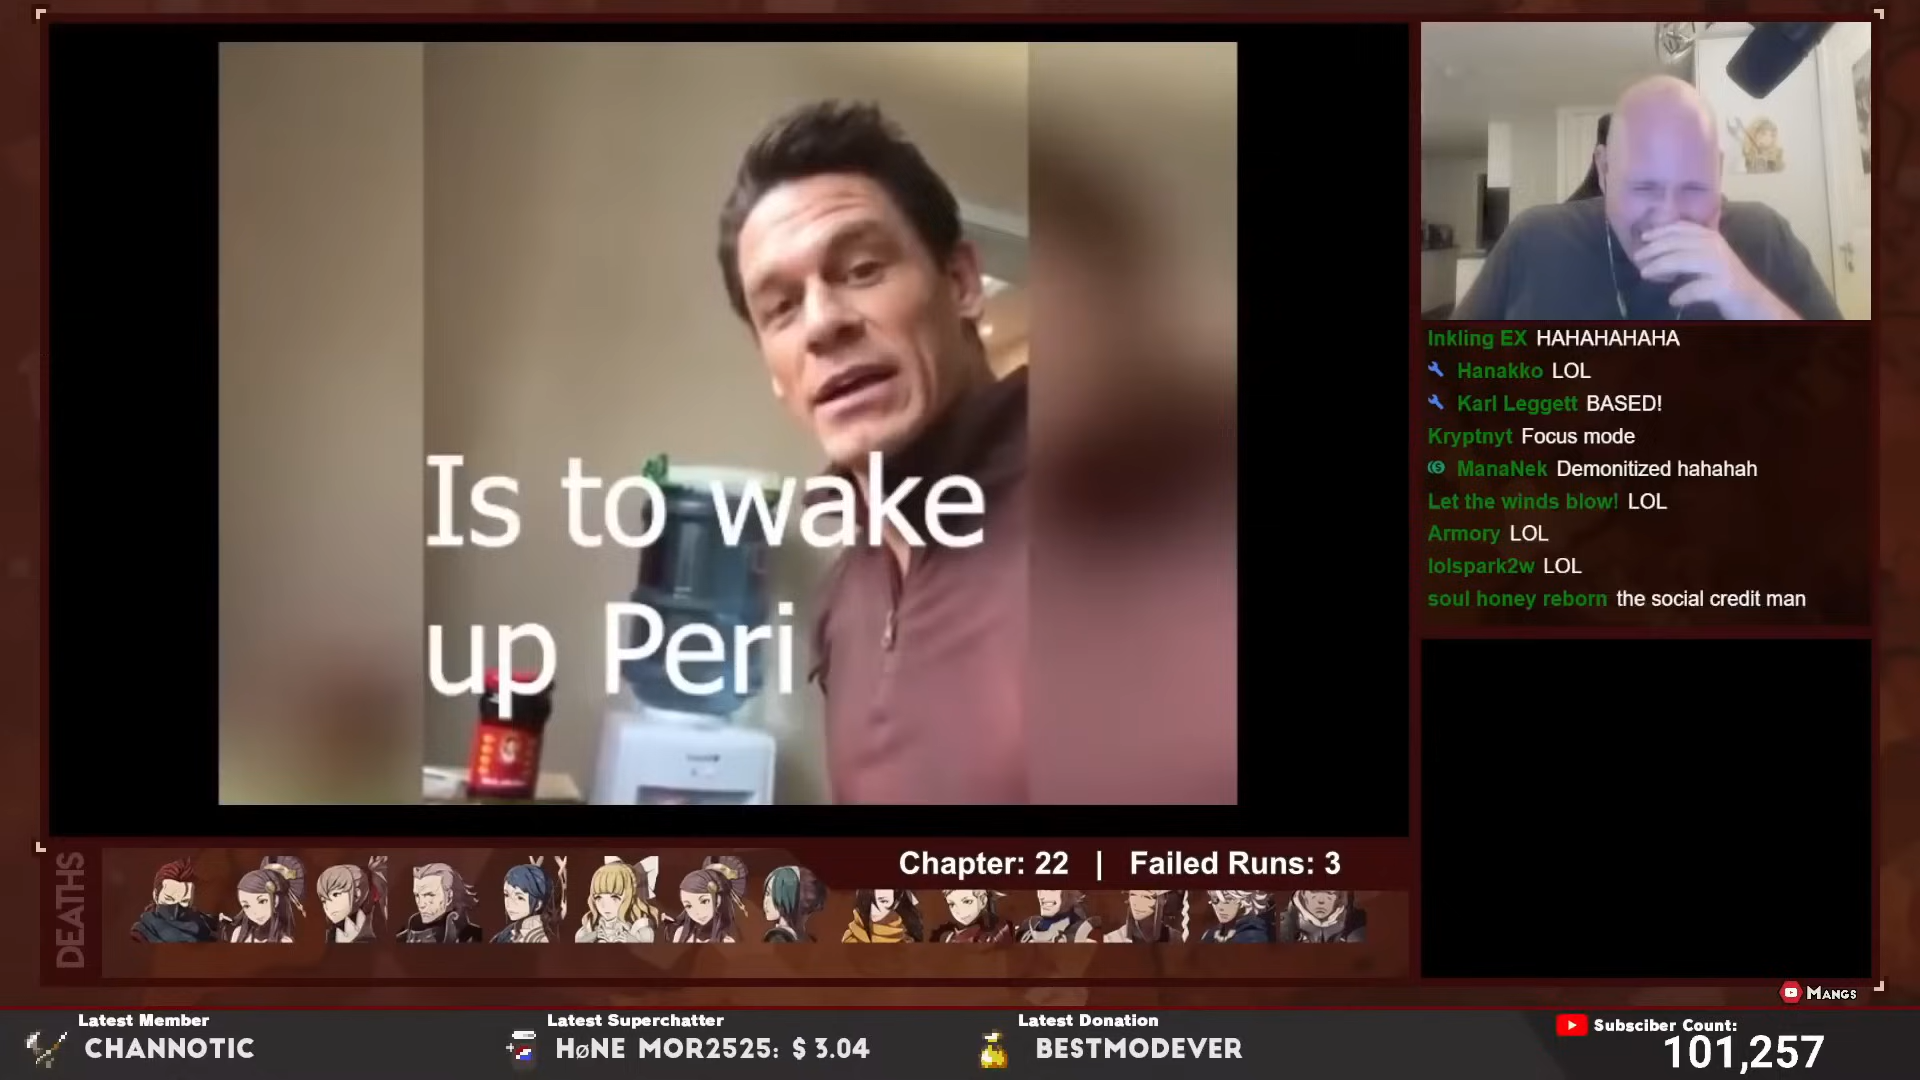 Is to wake
up Peri
Inkling EX HAHAHAHAHA
Hanakko LOL
Karl Leggett BASED!
Kryptnyt Focus mode
ManaNek Demonitized hahahah
Let the winds blow! LOL
Armory LOL
lolspark2w LOL
soul honey reborn the social credit man
DEATHS
Chapter: 22 | Failed Runs: 3
MANGS
Latest Member
CHANNOTIC
Latest Superchatter
HØNE MOR2525: $ 3.04
Latest Donation
BESTMODEVER
Subsciber Count:
101,257